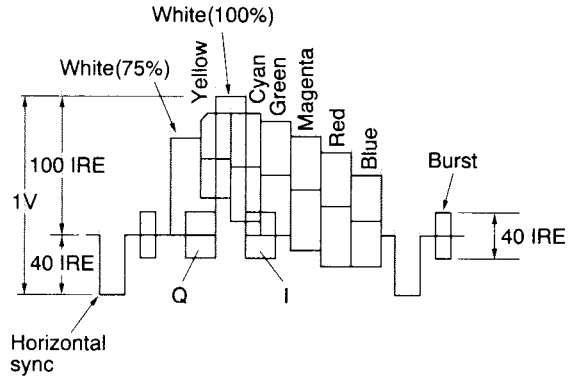 White(100%)
White(75%)
Yellow
Cyan
Green
Magenta
Red
Blue
Burst
100 IRE
1V
40 IRE
40 IRE
Q
I
Horizontal
sync